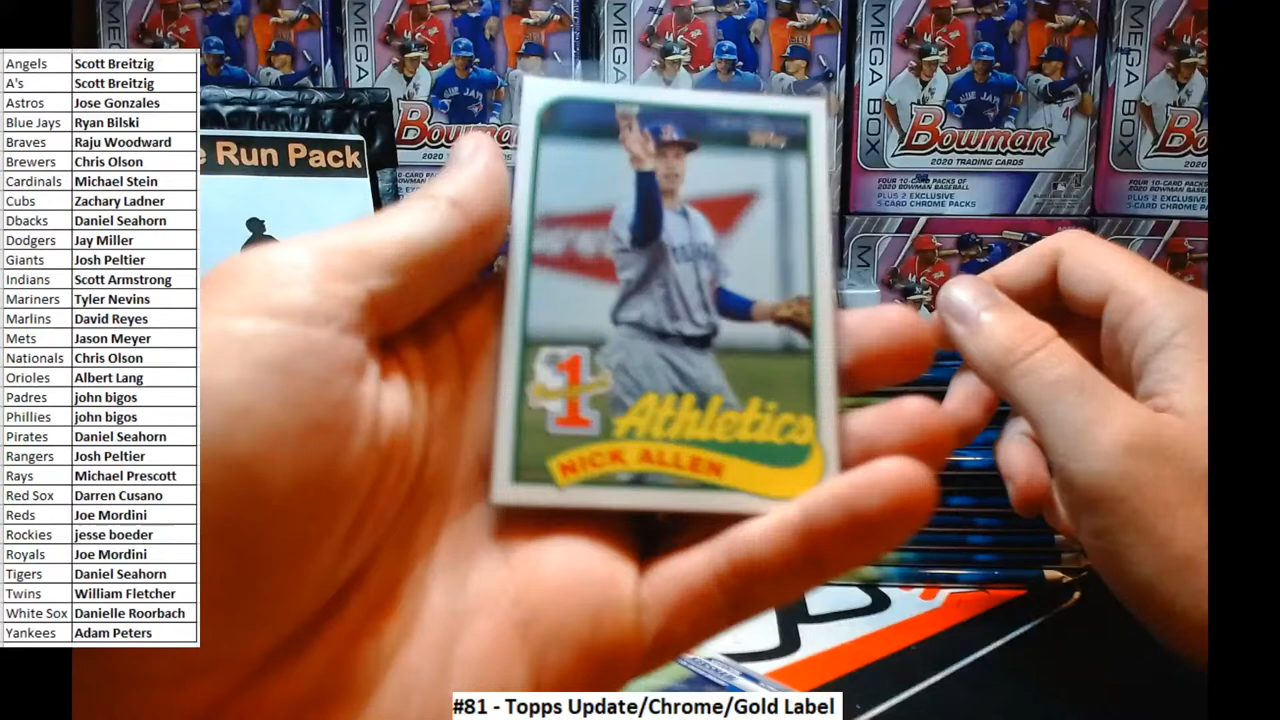 Angels Scott Breitzig
A's Scott Breitzig
Astros Jose Gonzales
Blue Jays Ryan Bilski
Braves Raju Woodward
Brewers Chris Olson
Cardinals Michael Stein
Cubs Zachary Ladner
Dbacks Daniel Seahorn
Dodgers Jay Miller
Giants Josh Peltier
Indians Scott Armstrong
Mariners Tyler Nevins
Marlins David Reyes
Mets Jason Meyer
Nationals Chris Olson
Orioles Albert Lang
Padres john bigos
Phillies john bigos
Pirates Daniel Seahorn
Rangers Josh Peltier
Rays Michael Prescott
Red Sox Darren Cusano
Reds Joe Mordini
Rockies jesse boeder
Royals Joe Mordini
Tigers Daniel Seahorn
Twins William Fletcher
White Sox Danielle Roorbach
Yankees Adam Peters
Run Pack
MEGA BOX
Bowman
2020 TRADING CARDS
FOUR 10-CARD PACKS OF
2020 BOWMAN BASEBALL
PLUS 2 EXCLUSIVE
5-CARD CHROME PACKS
Topps
1
Athletics
NICK ALLEN
#81 - Topps Update/Chrome/Gold Label